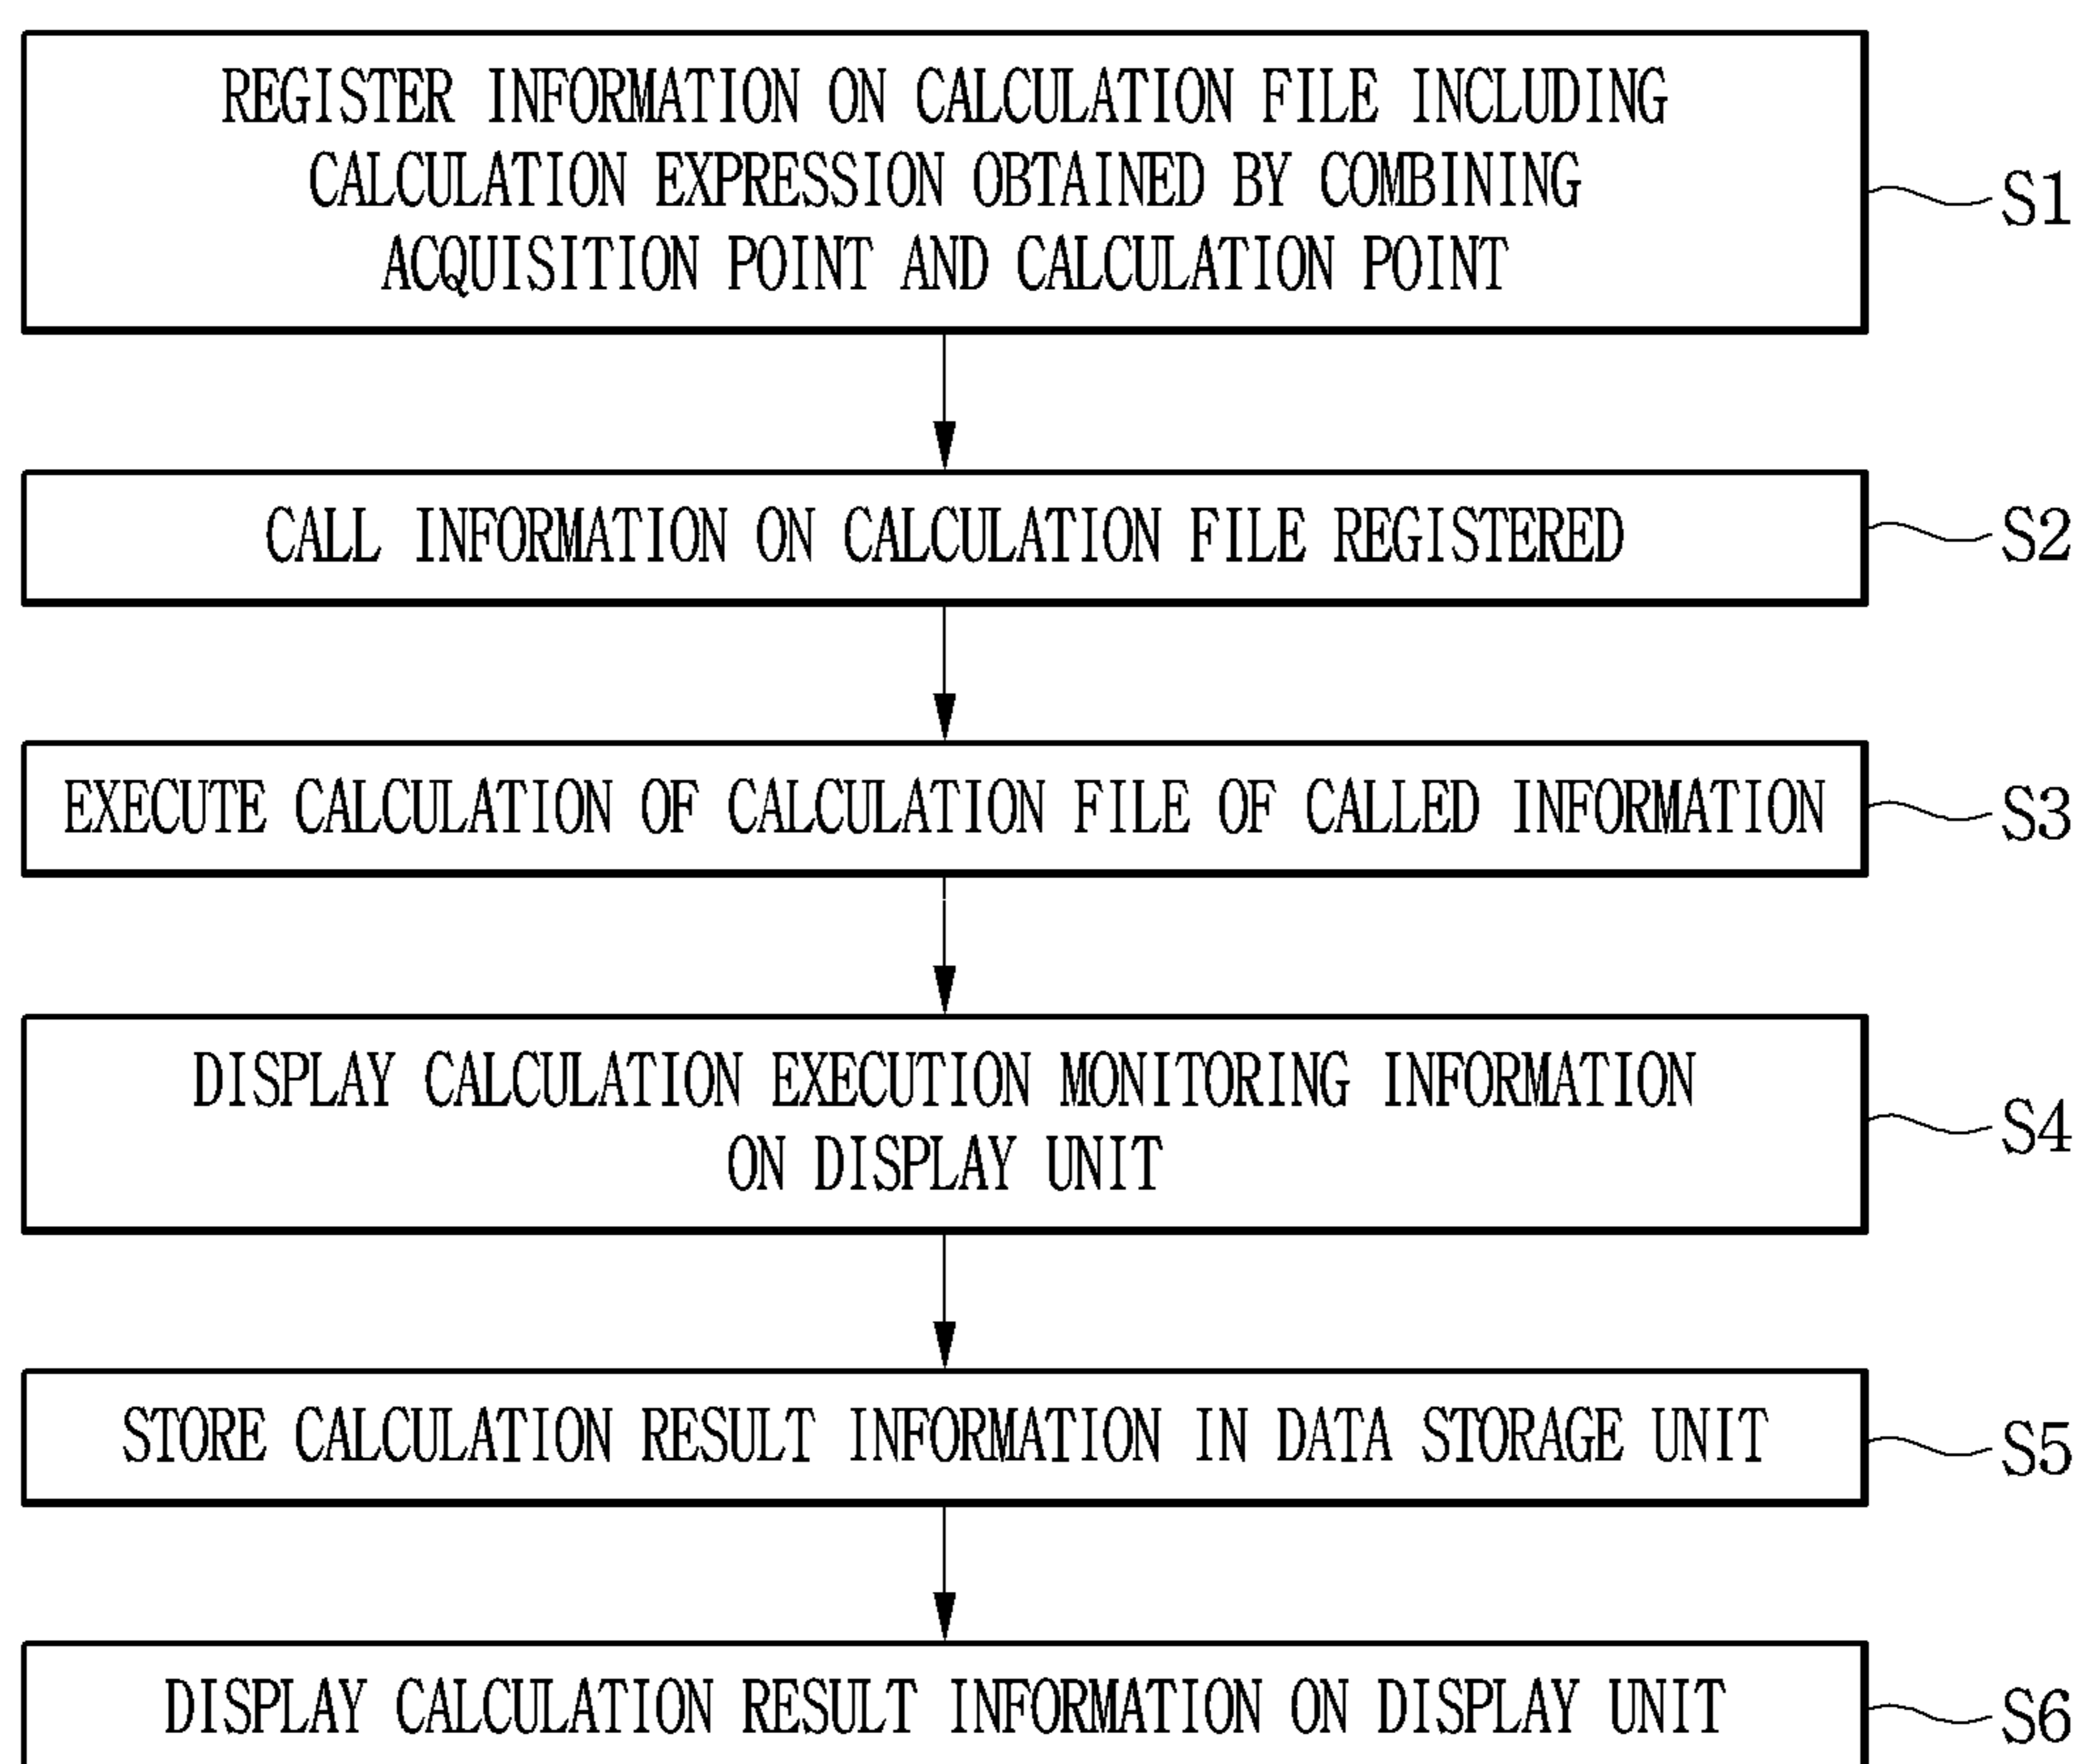 REGISTER INFORMATION ON CALCULATION FILE INCLUDING
CALCULATION EXPRESSION OBTAINED BY COMBINING
ACQUISITION POINT AND CALCULATION POINT
S1
CALL INFORMATION ON CALCULATION FILE REGISTERED
S2
EXECUTE CALCULATION OF CALCULATION FILE OF CALLED INFORMATION
S3
DISPLAY CALCULATION EXECUTION MONITORING INFORMATION
ON DISPLAY UNIT
S4
STORE CALCULATION RESULT INFORMATION IN DATA STORAGE UNIT
S5
DISPLAY CALCULATION RESULT INFORMATION ON DISPLAY UNIT
S6